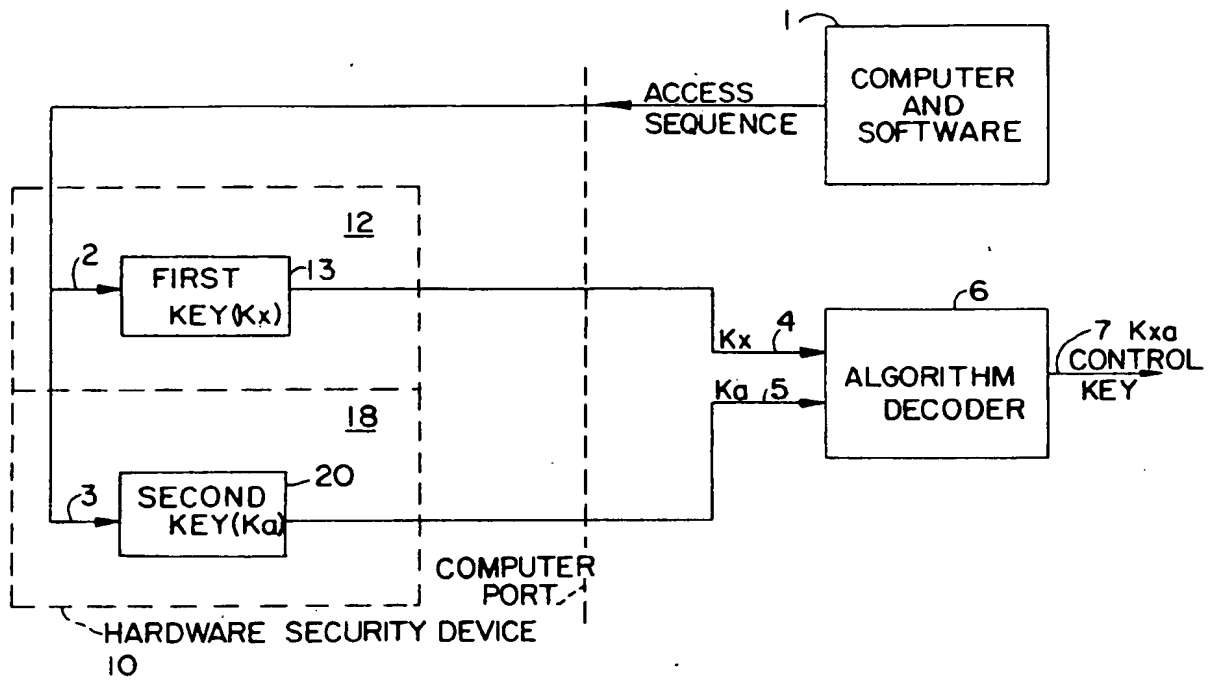 1
COMPUTER
AND
SOFTWARE
ACCESS
SEQUENCE
12
2
FIRST
KEY(Kx)
13
6
Kx 4
7 Kxa
CONTROL
KEY
ALGORITHM
DECODER
Ka 5
18
3
SECOND
KEY(Ka)
20
COMPUTER
PORT
HARDWARE SECURITY DEVICE
10